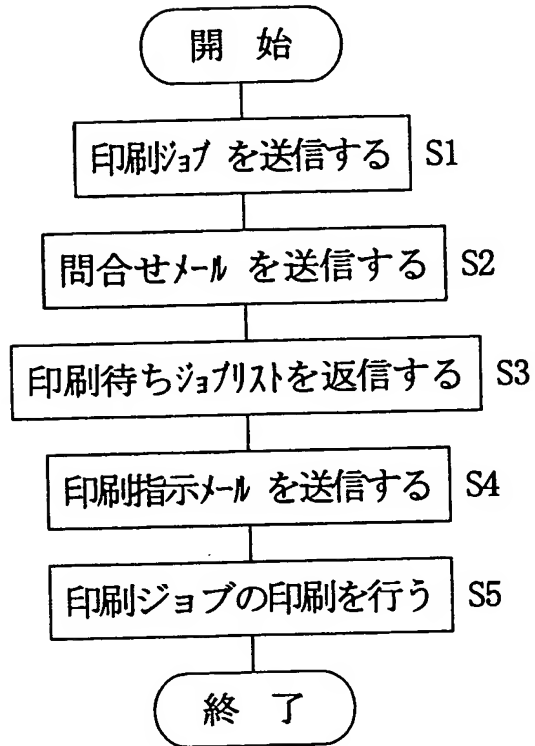 開 始
印刷ｼﾞｮﾌﾞ を送信する S1
問合せﾒｰﾙ を送信する S2
印刷待ちｼﾞｮﾌﾞﾘｽﾄを返信する S3
印刷指示ﾒｰﾙ を送信する S4
印刷ジョブの印刷を行う S5
終 了